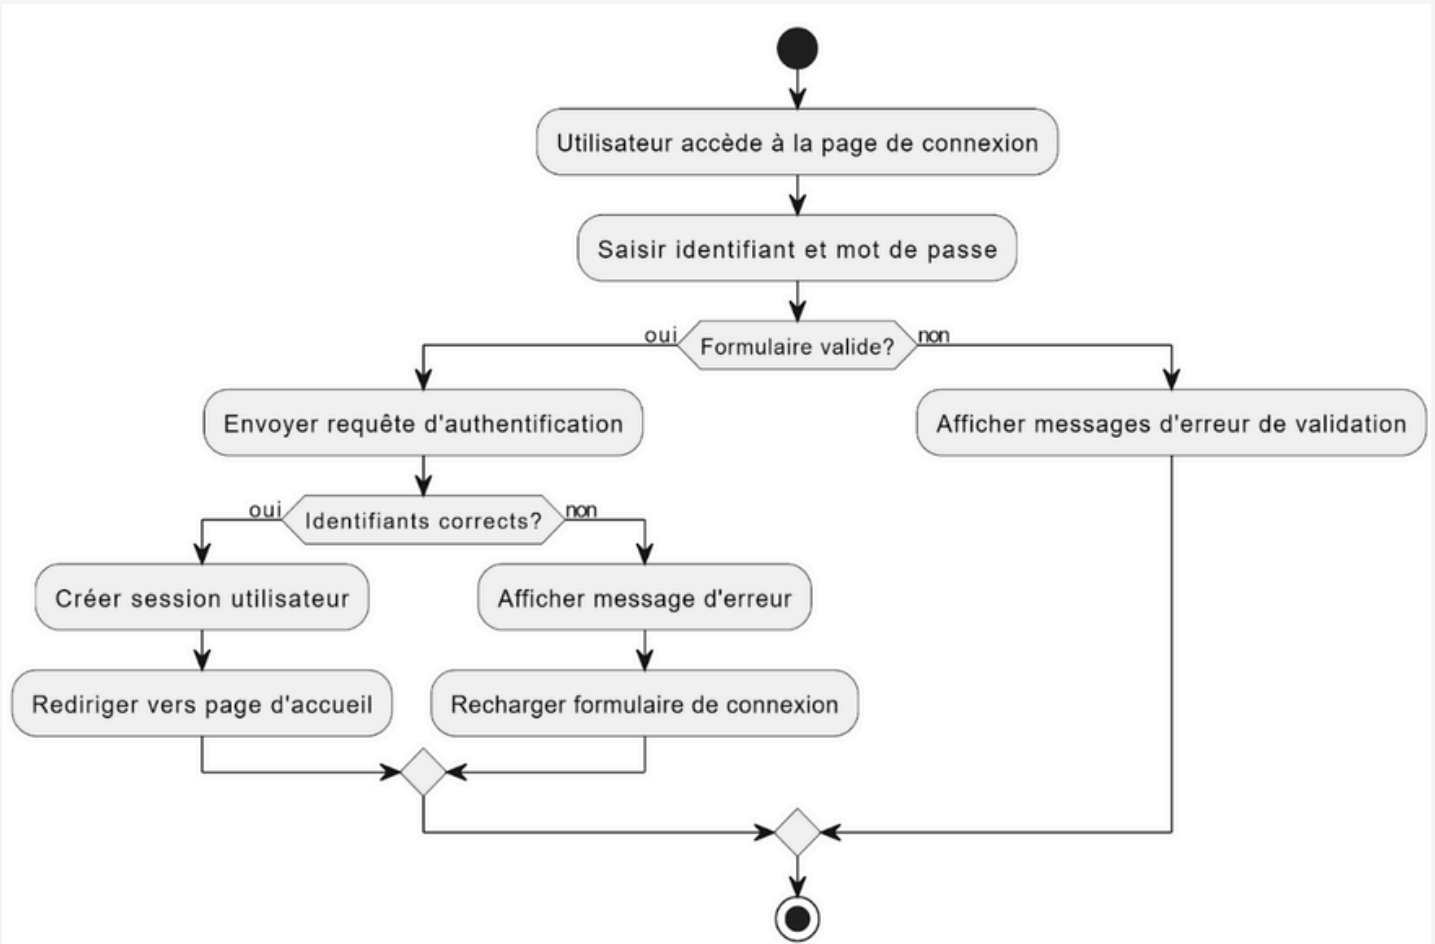 Utilisateur accède à la page de connexion
Saisir identifiant et mot de passe
oui
Formulaire valide?
non
Envoyer requête d'authentification
Afficher messages d'erreur de validation
oui
Identifiants corrects?
non
Créer session utilisateur
Afficher message d'erreur
Rediriger vers page d'accueil
Recharger formulaire de connexion